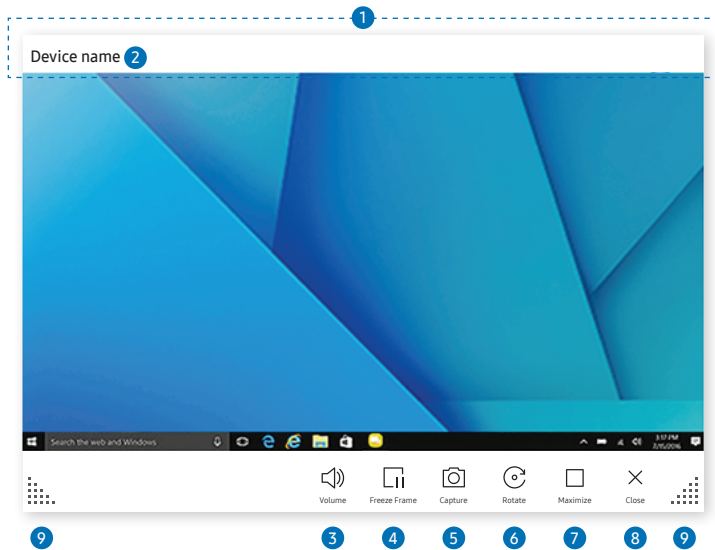 1
Device name 2
Search the web and Windows
3:17 PM
7/15/2016
Volume Freeze Frame Capture Rotate Maximize Close
9 3 4 5 6 7 8 9